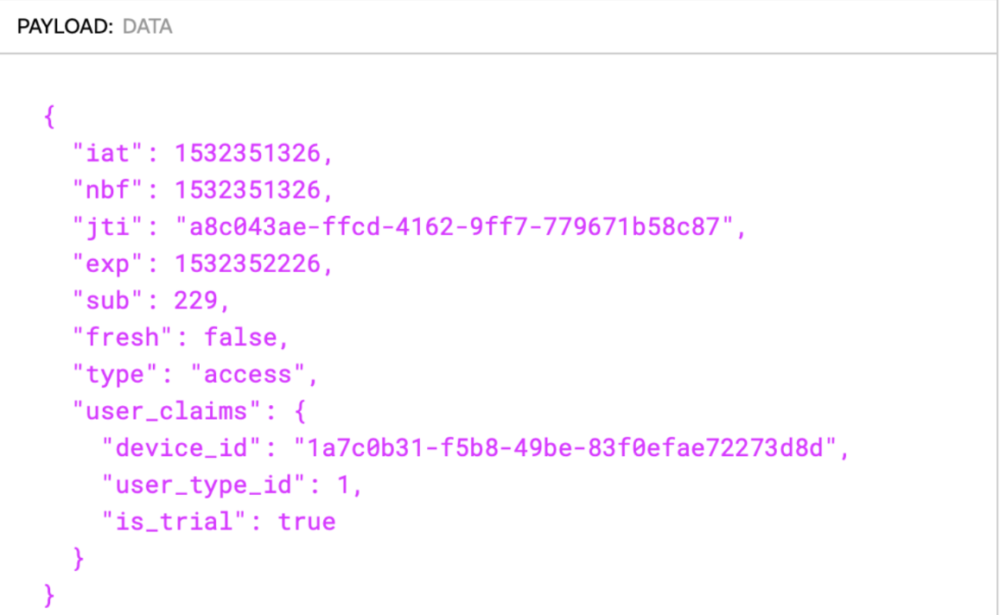 PAYLOAD: DATA
{
"iat": 1532351326,
"nbf": 1532351326,
"jti": "a8c043ae-ffcd-4162-9ff7-779671b58c87",
"exp": 1532352226,
"sub": 229,
"fresh": false,
"type": "access",
"user_claims": {
"device_id": "1a7c0b31-f5b8-49be-83f0efae72273d8d",
"user_type_id": 1,
"is_trial": true
}
}